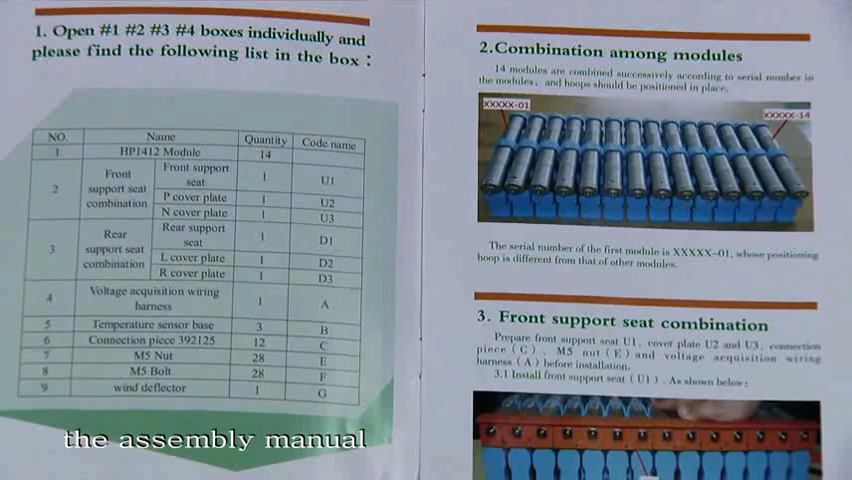 1. Open #1 #2 #3 #4 boxes individually and
please find the following list in the box：
NO. Name Quantity Code name
1 HP1412 Module 14
2 Front support seat combination Front support seat 1 U1
P cover plate 1 U2
N cover plate 1 U3
3 Rear support seat combination Rear support seat 1 D1
L cover plate 1 D2
R cover plate 1 D3
4 Voltage acquisition wiring harness 1 A
5 Temperature sensor base 3 B
6 Connection piece 392125 12 C
7 M5 Nut 28 E
8 M5 Bolt 28 F
9 wind deflector 1 G
the assembly manual
2.Combination among modules
14 modules are combined successively according to serial number in
the modules, and hoops should be positioned in place.
XXXXX-01
XXXXX-14
The serial number of the first module is XXXXX-01, whose positioning
hoop is different from that of other modules.
3. Front support seat combination
Prepare front support seat U1, cover plate U2 and U3, connection
piece (C), M5 nut (E) and voltage acquisition wiring
harness (A) before installation.
3.1 Install front support seat (U1). As shown below: